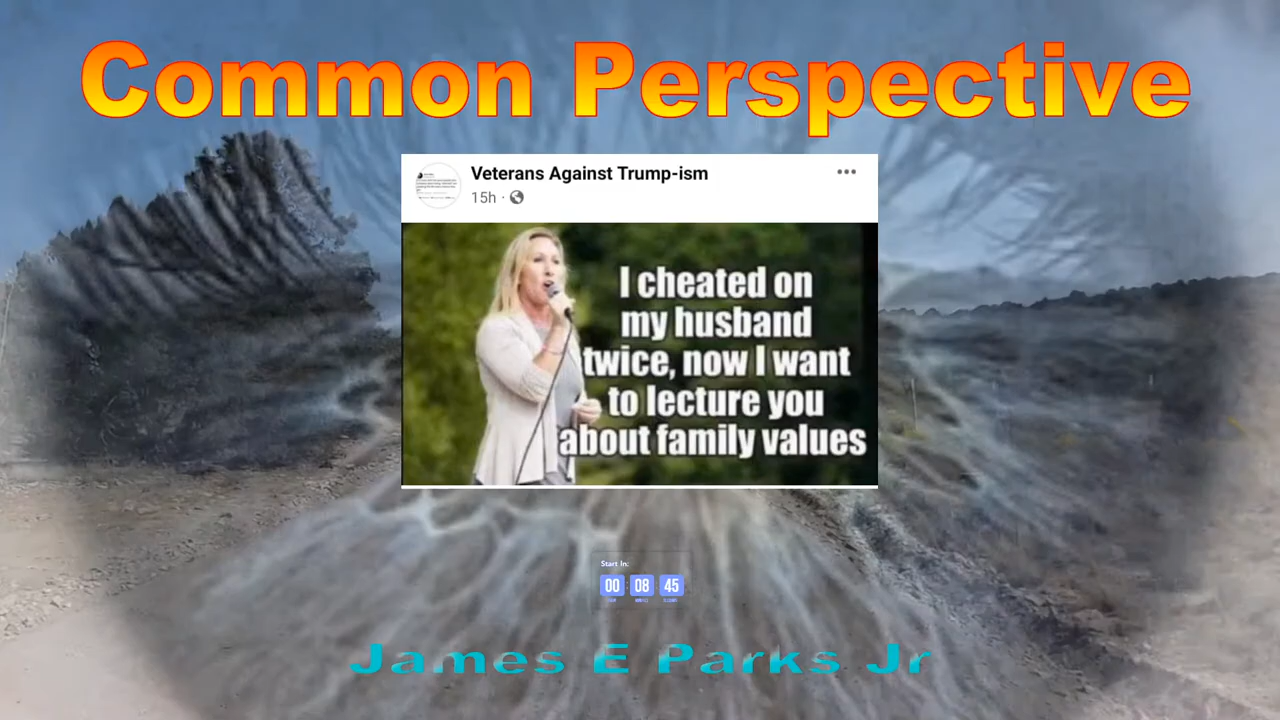 Common Perspective
Veterans Against Trump-ism
15h ·
I cheated on
my husband
twice, now I want
to lecture you
about family values
Start In:
00 08 45
James E Parks Jr